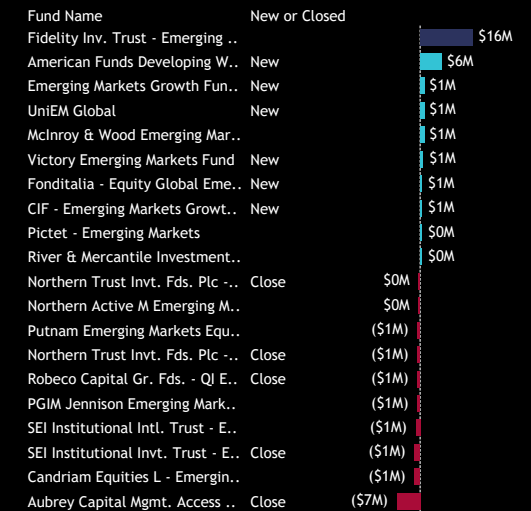 Fund Name New or Closed
Fidelity Inv. Trust - Emerging .. $16M
American Funds Developing W.. New $6M
Emerging Markets Growth Fun.. New $1M
UniEM Global New $1M
McInroy & Wood Emerging Mar.. $1M
Victory Emerging Markets Fund New $1M
Fonditalia - Equity Global Eme.. New $1M
CIF - Emerging Markets Growt.. New $1M
Pictet - Emerging Markets $0M
River & Mercantile Investment.. $0M
Northern Trust Invt. Fds. Plc -.. Close $0M
Northern Active M Emerging M.. $0M
Putnam Emerging Markets Equ.. ($1M)
Northern Trust Invt. Fds. Plc -.. Close ($1M)
Robeco Capital Gr. Fds. - QI E.. Close ($1M)
PGIM Jennison Emerging Mark.. ($1M)
SEI Institutional Intl. Trust - E.. ($1M)
SEI Institutional Invt. Trust - E.. Close ($1M)
Candriam Equities L - Emergin.. ($1M)
Aubrey Capital Mgmt. Access .. Close ($7M)